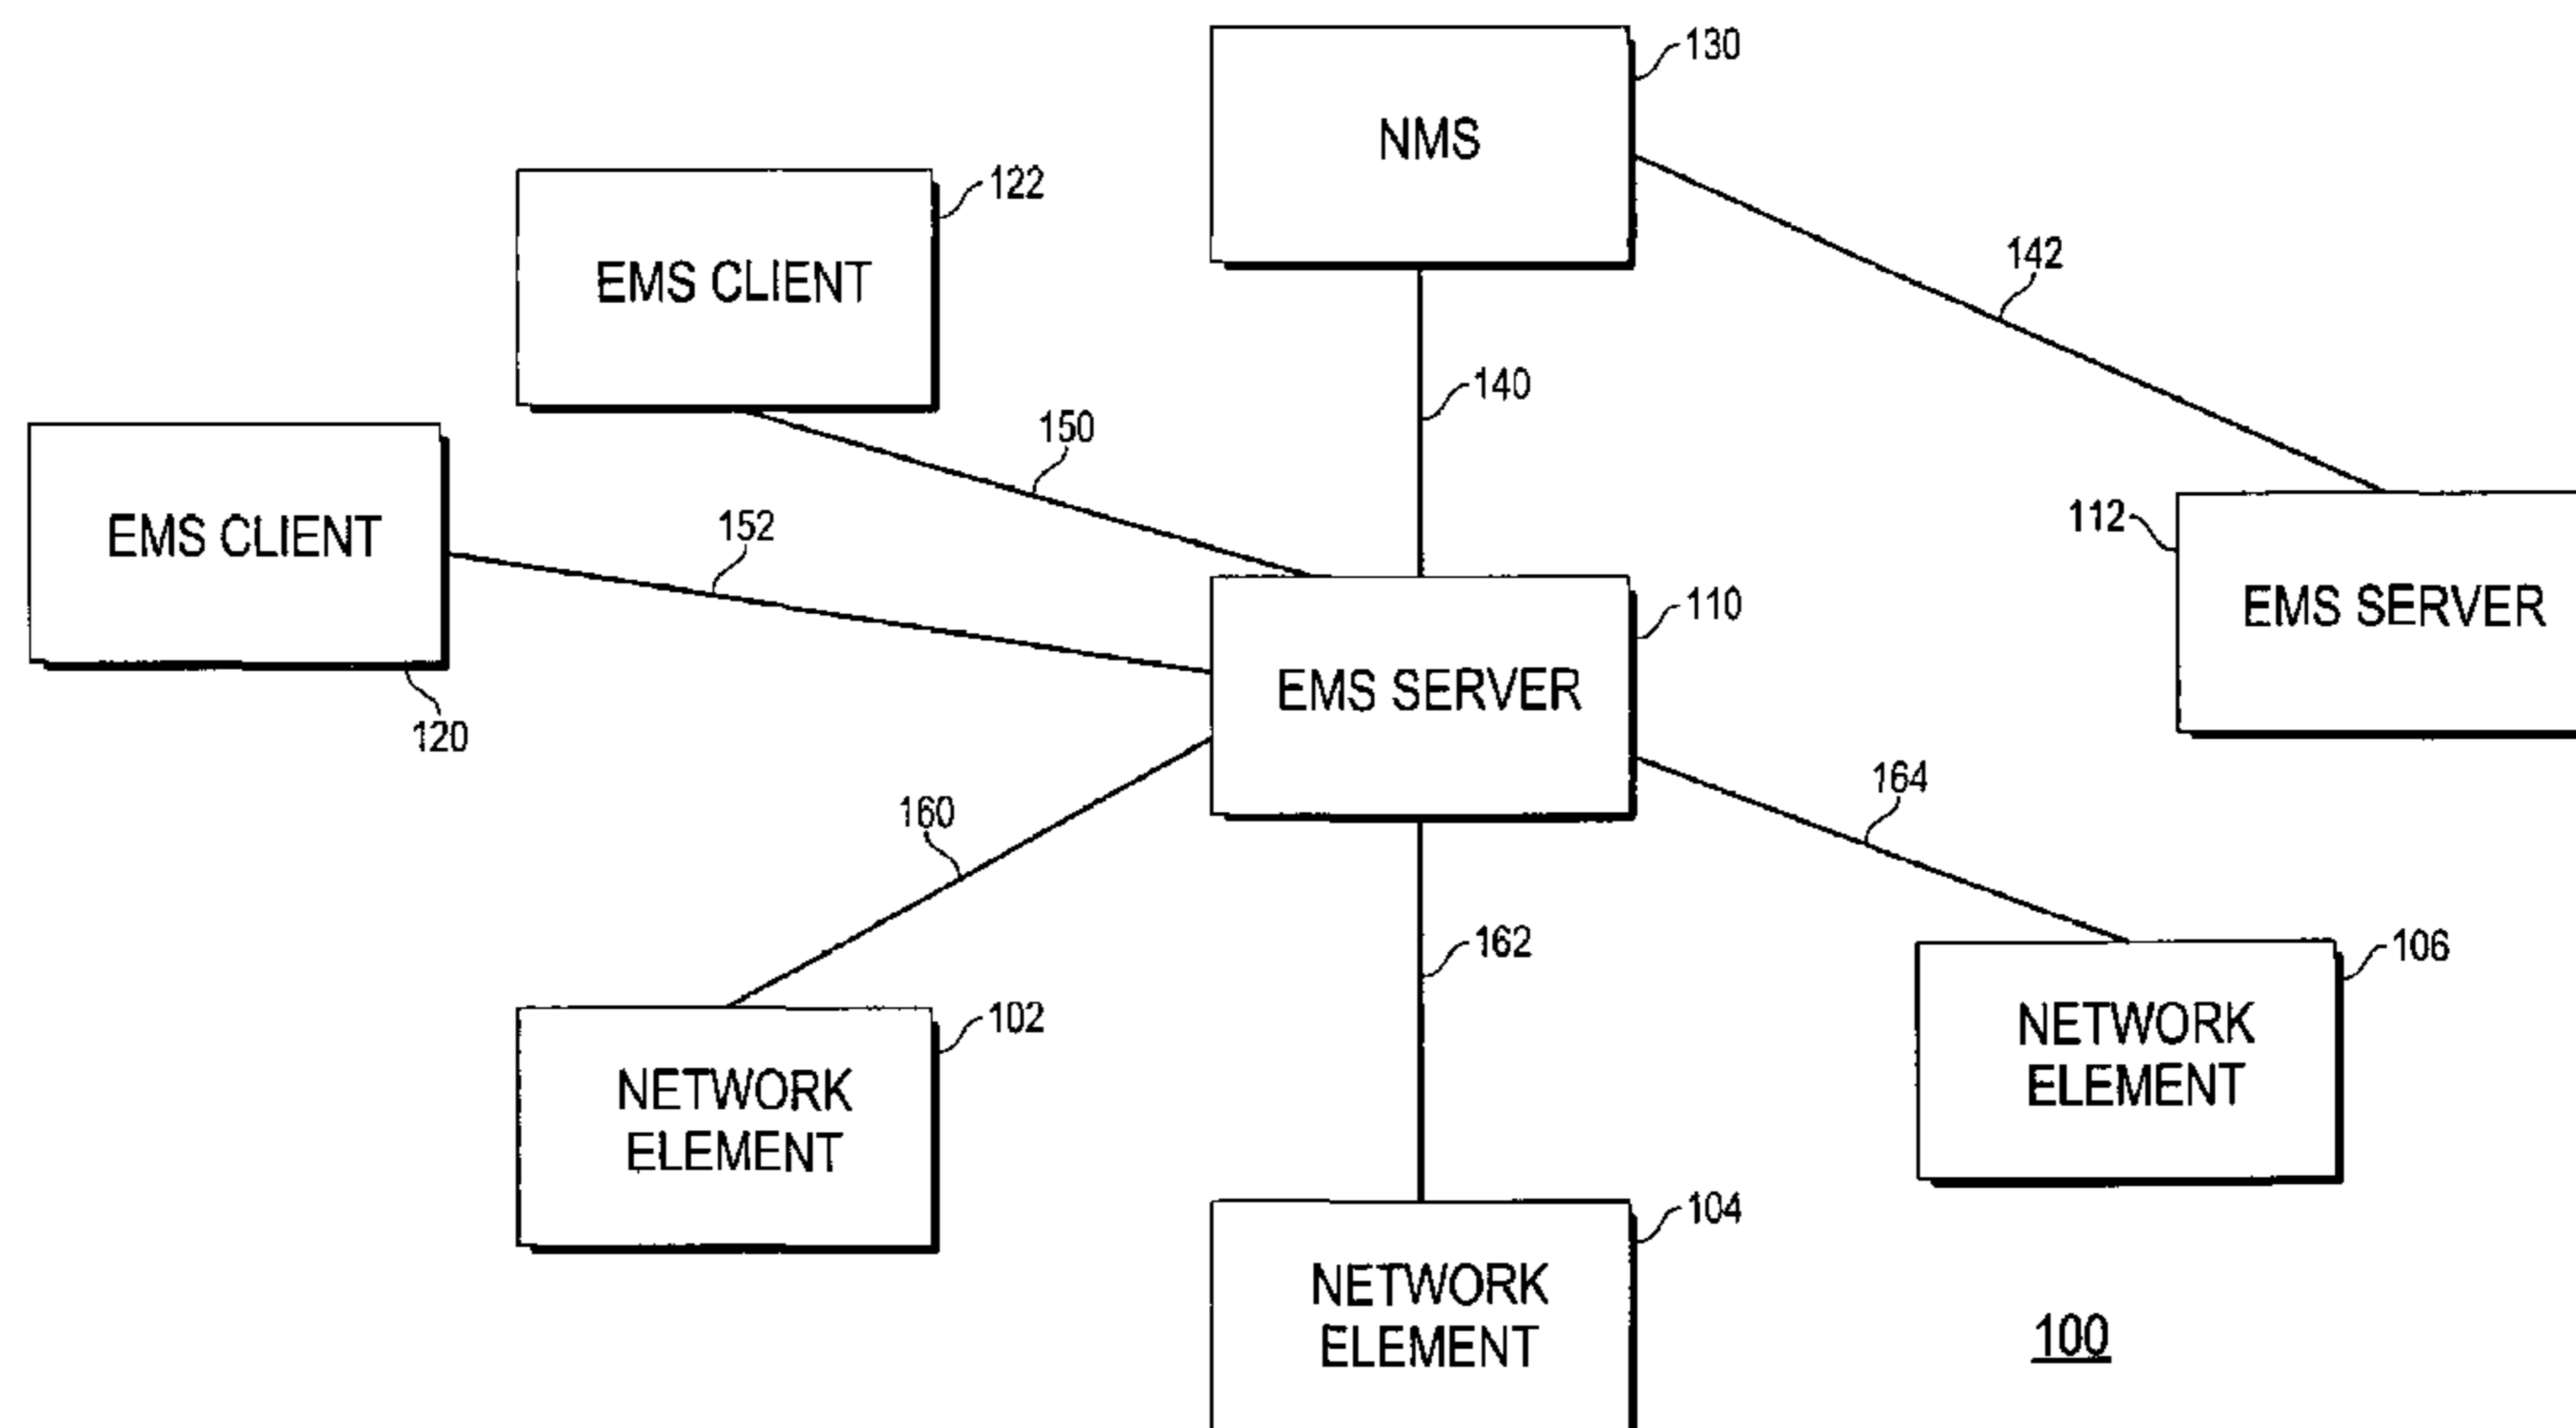 130
NMS
122
EMS CLIENT
142
140
150
EMS CLIENT
152
112
EMS SERVER
110
EMS SERVER
120
164
160
162
106
NETWORK
ELEMENT
102
NETWORK
ELEMENT
104
NETWORK
ELEMENT
100